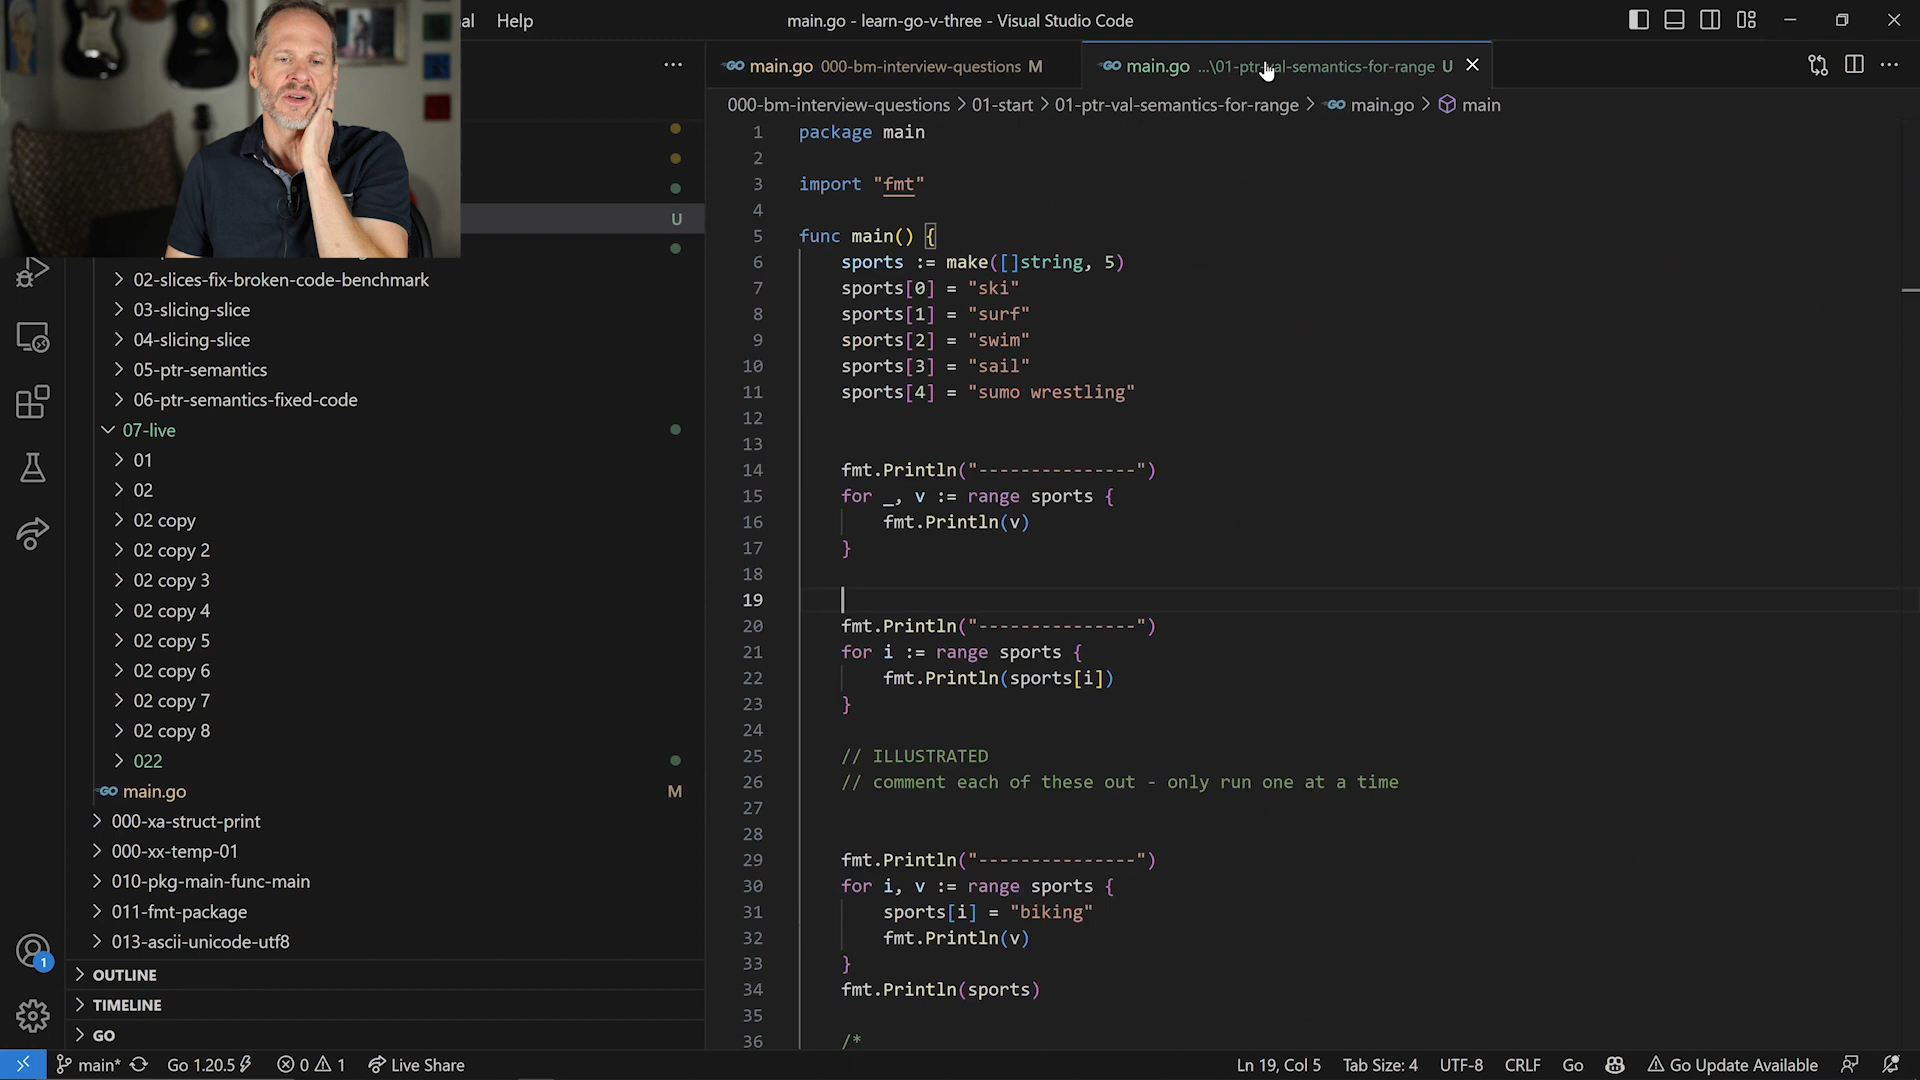 al Help
main.go - learn-go-v-three - Visual Studio Code
main.go 000-bm-interview-questions M
main.go ...\01-ptr-val-semantics-for-range U
000-bm-interview-questions > 01-start > 01-ptr-val-semantics-for-range > main.go > main
U
02-slices-fix-broken-code-benchmark
03-slicing-slice
04-slicing-slice
05-ptr-semantics
06-ptr-semantics-fixed-code
07-live
01
02
02 copy
02 copy 2
02 copy 3
02 copy 4
02 copy 5
02 copy 6
02 copy 7
02 copy 8
022
main.go M
000-xa-struct-print
000-xx-temp-01
010-pkg-main-func-main
011-fmt-package
013-ascii-unicode-utf8
OUTLINE
TIMELINE
GO
1
1 package main
2
3 import "fmt"
4
5 func main() {
6 sports := make([]string, 5)
7 sports[0] = "ski"
8 sports[1] = "surf"
9 sports[2] = "swim"
10 sports[3] = "sail"
11 sports[4] = "sumo wrestling"
12
13
14 fmt.Println("---------------")
15 for _, v := range sports {
16 fmt.Println(v)
17 }
18
19
20 fmt.Println("---------------")
21 for i := range sports {
22 fmt.Println(sports[i])
23 }
24
25 // ILLUSTRATED
26 // comment each of these out - only run one at a time
27
28
29 fmt.Println("---------------")
30 for i, v := range sports {
31 sports[i] = "biking"
32 fmt.Println(v)
33 }
34 fmt.Println(sports)
35
36 /*
main* Go 1.20.5 0 1 Live Share
Ln 19, Col 5 Tab Size: 4 UTF-8 CRLF Go Go Update Available